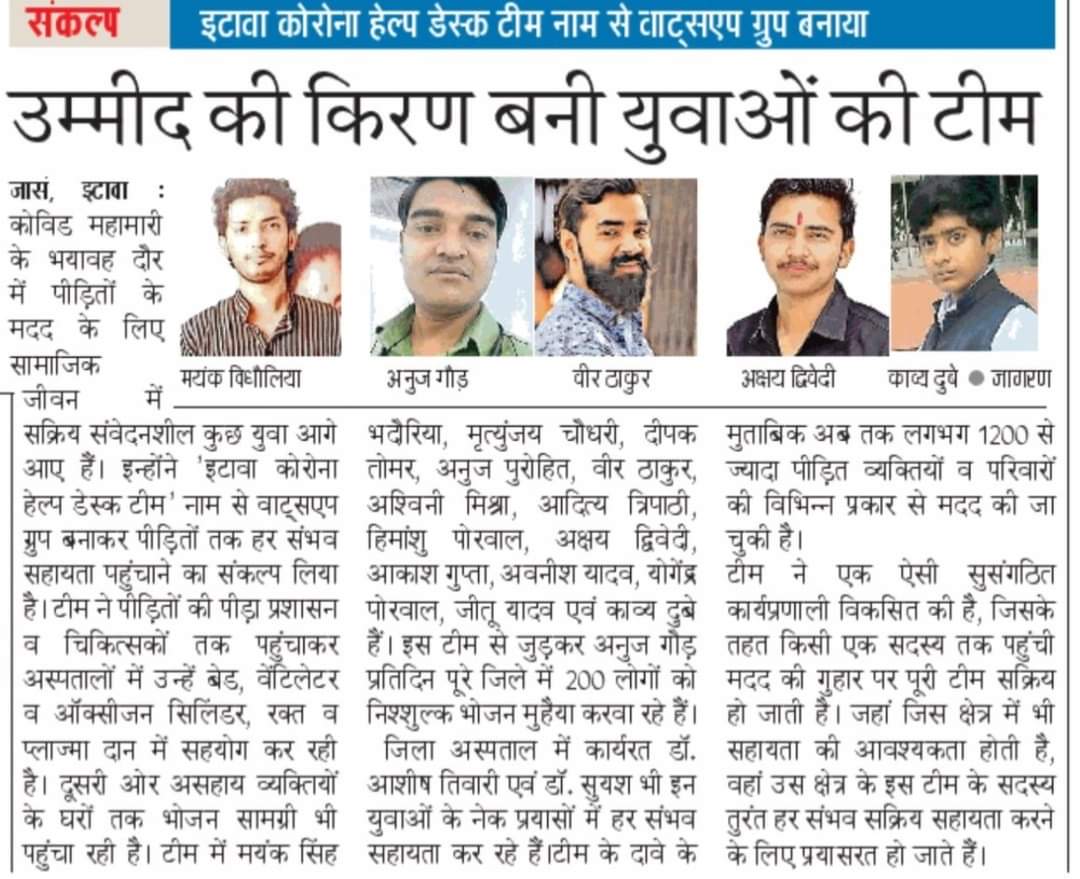 संकल्प
इटावा कोरोना हेल्प डेस्क टीम नाम से वाट्सएप ग्रुप बनाया
उम्मीद की किरण बनी युवाओं की टीम
जासं, इटावा :
कोविड महामारी
के भयावह दौर
में पीड़ितों के
मदद के लिए
सामाजिक
जीवन में
सक्रिय संवेदनशील कुछ युवा आगे
आए हैं। इन्होंने 'इटावा कोरोना
हेल्प डेस्क टीम' नाम से वाट्सएप
ग्रुप बनाकर पीड़ितों तक हर संभव
सहायता पहुंचाने का संकल्प लिया
है। टीम ने पीड़ितों की पीड़ा प्रशासन
व चिकित्सकों तक पहुंचाकर
अस्पतालों में उन्हें बेड, वेंटिलेटर
व ऑक्सीजन सिलिंडर, रक्त व
प्लाज्मा दान में सहयोग कर रही
है। दूसरी ओर असहाय व्यक्तियों
के घरों तक भोजन सामग्री भी
पहुंचा रही है। टीम में मयंक सिंह
मयंक विधौलिया
अनुज गौड़
वीर ठाकुर
अक्षय द्विवेदी
काव्य दुबे ● जागरण
भदौरिया, मृत्युंजय चौधरी, दीपक
तोमर, अनुज पुरोहित, वीर ठाकुर,
अश्विनी मिश्रा, आदित्य त्रिपाठी,
हिमांशु पोरवाल, अक्षय द्विवेदी,
आकाश गुप्ता, अवनीश यादव, योगेंद्र
पोरवाल, जीतू यादव एवं काव्य दुबे
हैं। इस टीम से जुड़कर अनुज गौड़
प्रतिदिन पूरे जिले में 200 लोगों को
निश्शुल्क भोजन मुहैया करवा रहे हैं।
जिला अस्पताल में कार्यरत डॉ.
आशीष तिवारी एवं डॉ. सुयश भी इन
युवाओं के नेक प्रयासों में हर संभव
सहायता कर रहे हैं।टीम के दावे के
मुताबिक अब तक लगभग 1200 से
ज्यादा पीड़ित व्यक्तियों व परिवारों
की विभिन्न प्रकार से मदद की जा
चुकी है।
टीम ने एक ऐसी सुसंगठित
कार्यप्रणाली विकसित की है, जिसके
तहत किसी एक सदस्य तक पहुंची
मदद की गुहार पर पूरी टीम सक्रिय
हो जाती है। जहां जिस क्षेत्र में भी
सहायता की आवश्यकता होती है,
वहां उस क्षेत्र के इस टीम के सदस्य
तुरंत हर संभव सक्रिय सहायता करने
के लिए प्रयासरत हो जाते हैं।